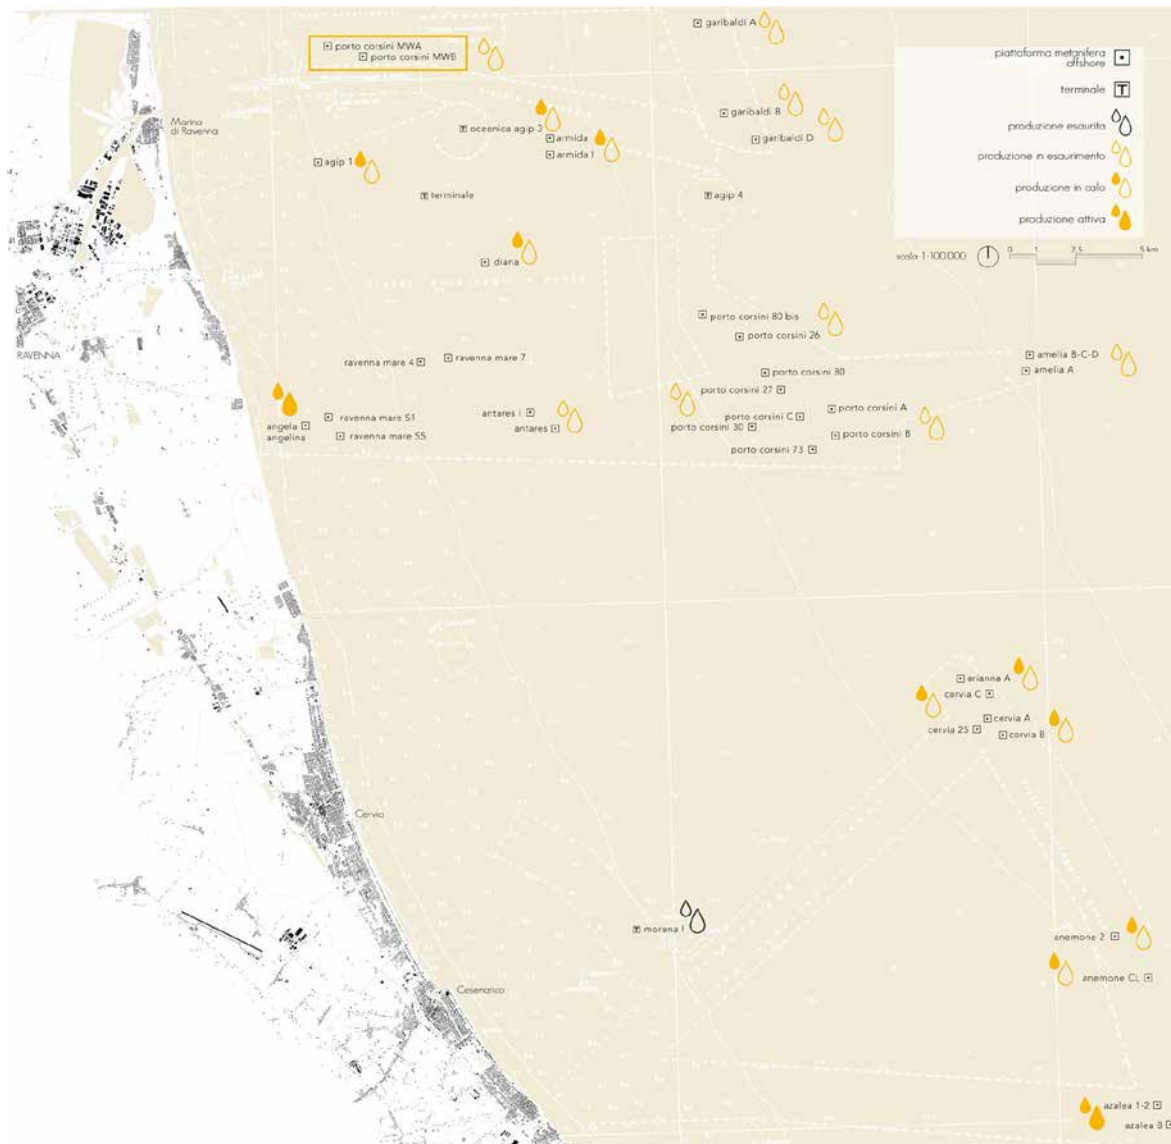 garibaldi A
porto corsini MWA
porto corsini MWB
piattaforma metanifera
offshore
terminale
produzione esaurita
produzione in esaurimento
produzione in calo
produzione attiva
scala 1-100'000
0 1 2,5 5 km
Marina
di Ravenna
garibaldi B
oceanica agip 3
armida
garibaldi D
armida I
agip 1
terminale
agip 4
diana
porto corsini 80 bis
porto corsini 26
RAVENNA
ravenna mare 4
ravenna mare 7
amelia B-C-D
amelia A
porto corsini 80
porto corsini 27
antares I
porto corsini A
ravenna mare S1
porto corsini C
angela
angelina
antares
porto corsini 30
ravenna mare S5
porto corsini B
porto corsini 73
arianna A
cervia C
cervia A
cervia 25
cervia B
Cervia
morena I
anemone 2
anemone CL
Cesenatico
azalea 1-2
azalea B